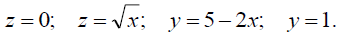 z = 0; z = √x; y = 5 − 2x; y = 1.